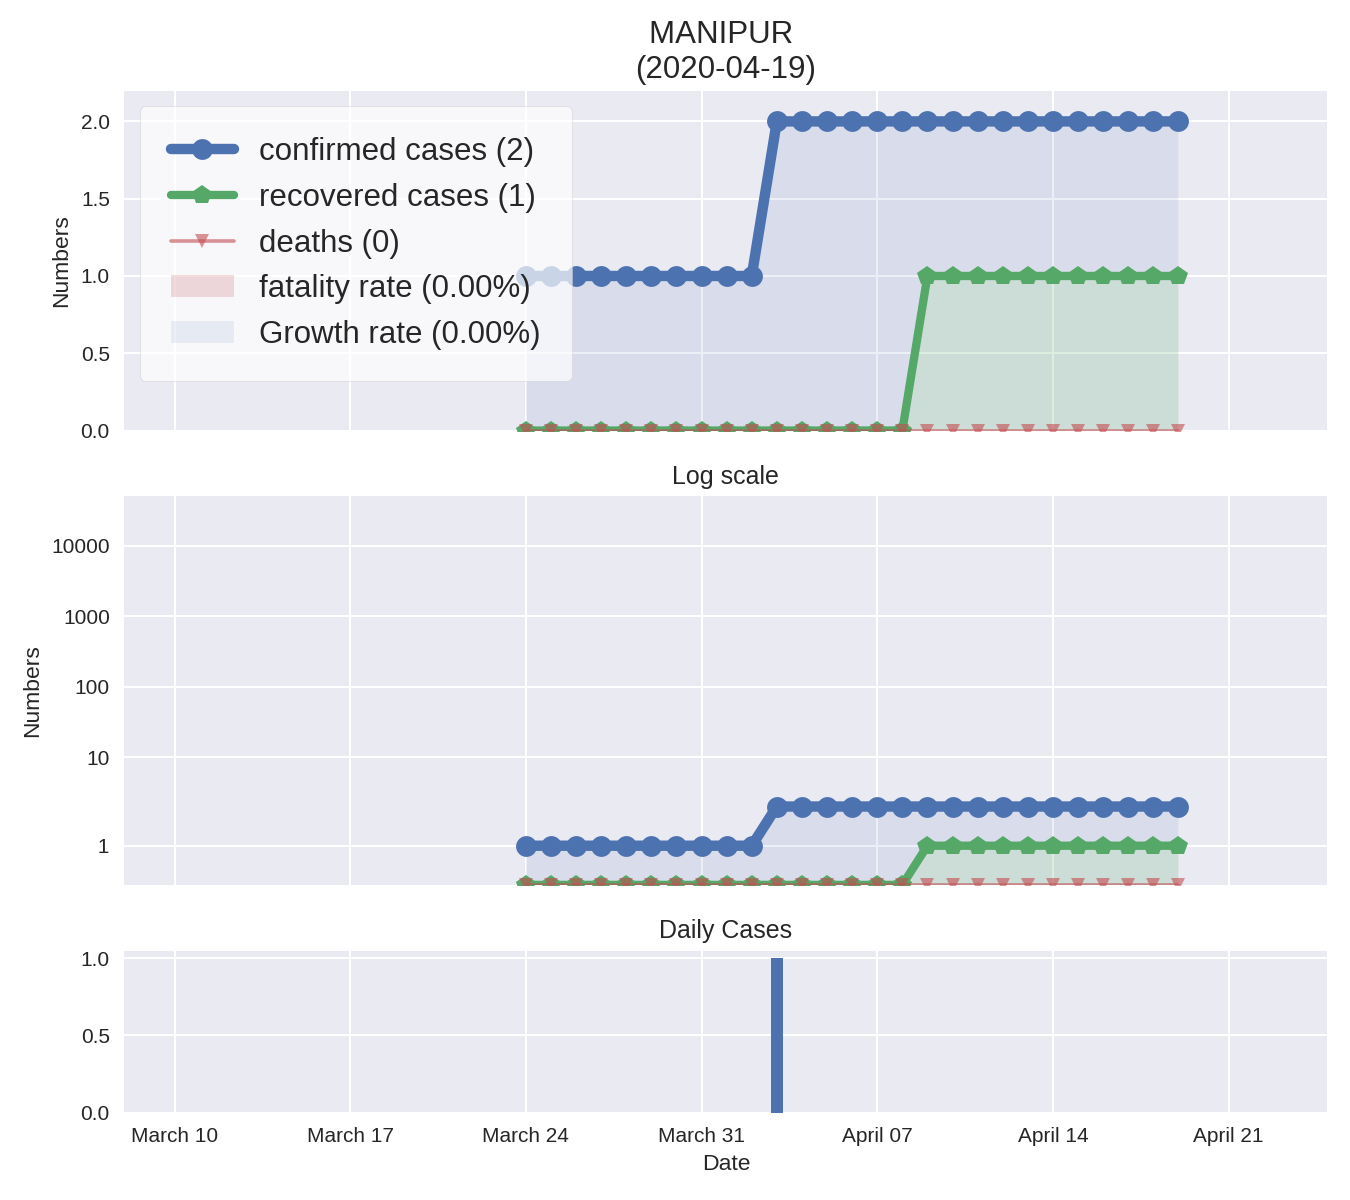 MANIPUR
(2020-04-19)
2.0
1.5
1.0
0.5
0.0
Numbers
confirmed cases (2)
recovered cases (1)
deaths (0)
fatality rate (0.00%)
Growth rate (0.00%)
Log scale
10000
1000
100
10
1
Numbers
Daily Cases
1.0
0.5
0.0
March 10 March 17 March 24 March 31 April 07 April 14 April 21
Date